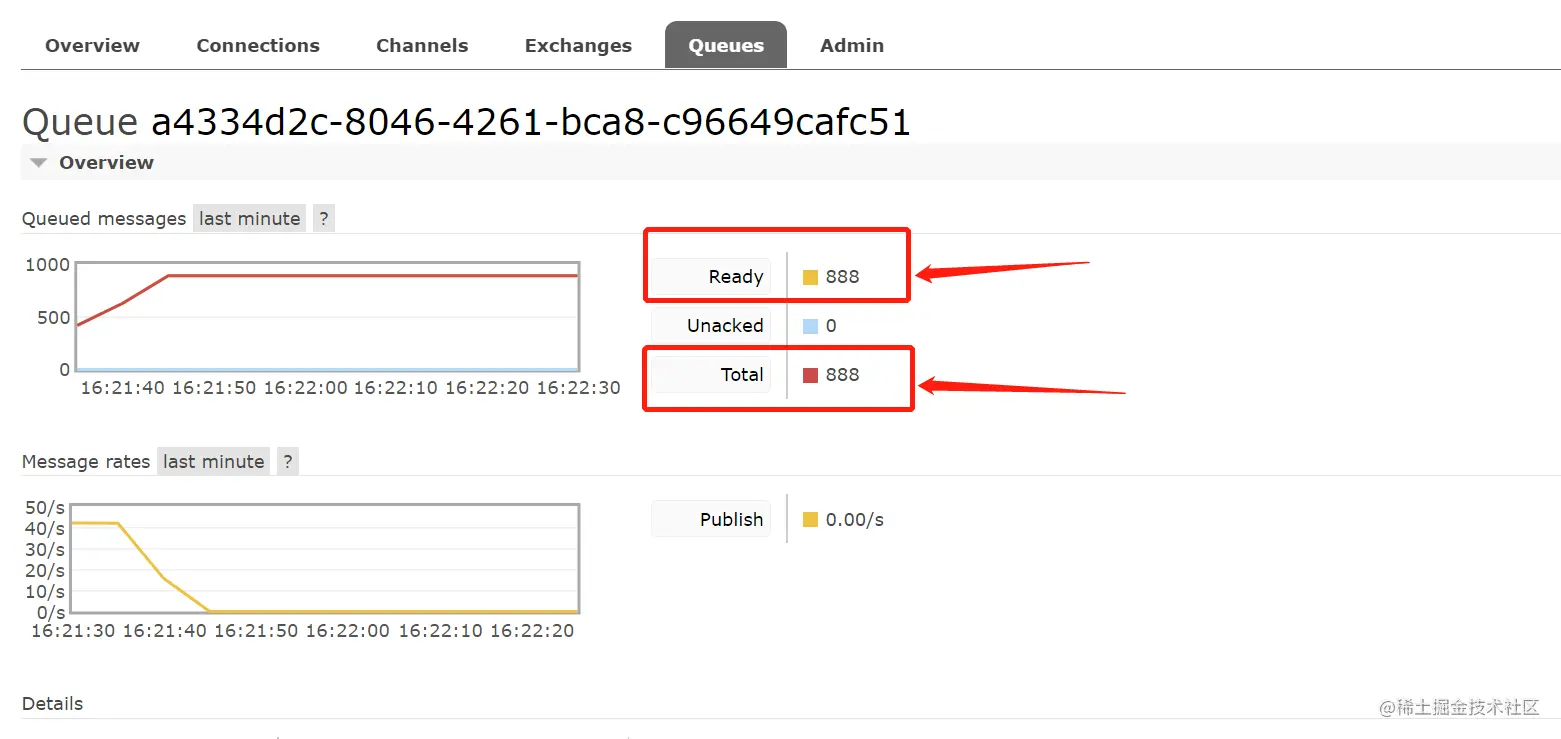 Overview Connections Channels Exchanges Queues Admin
Queue a4334d2c-8046-4261-bca8-c96649cafc51
Overview
Queued messages last minute ?
1000
500
0
16:21:40 16:21:50 16:22:00 16:22:10 16:22:20 16:22:30
Ready 888
Unacked 0
Total 888
Message rates last minute ?
50/s
40/s
30/s
20/s
10/s
0/s
16:21:30 16:21:40 16:21:50 16:22:00 16:22:10 16:22:20
Publish 0.00/s
Details
@稀土掘金技术社区